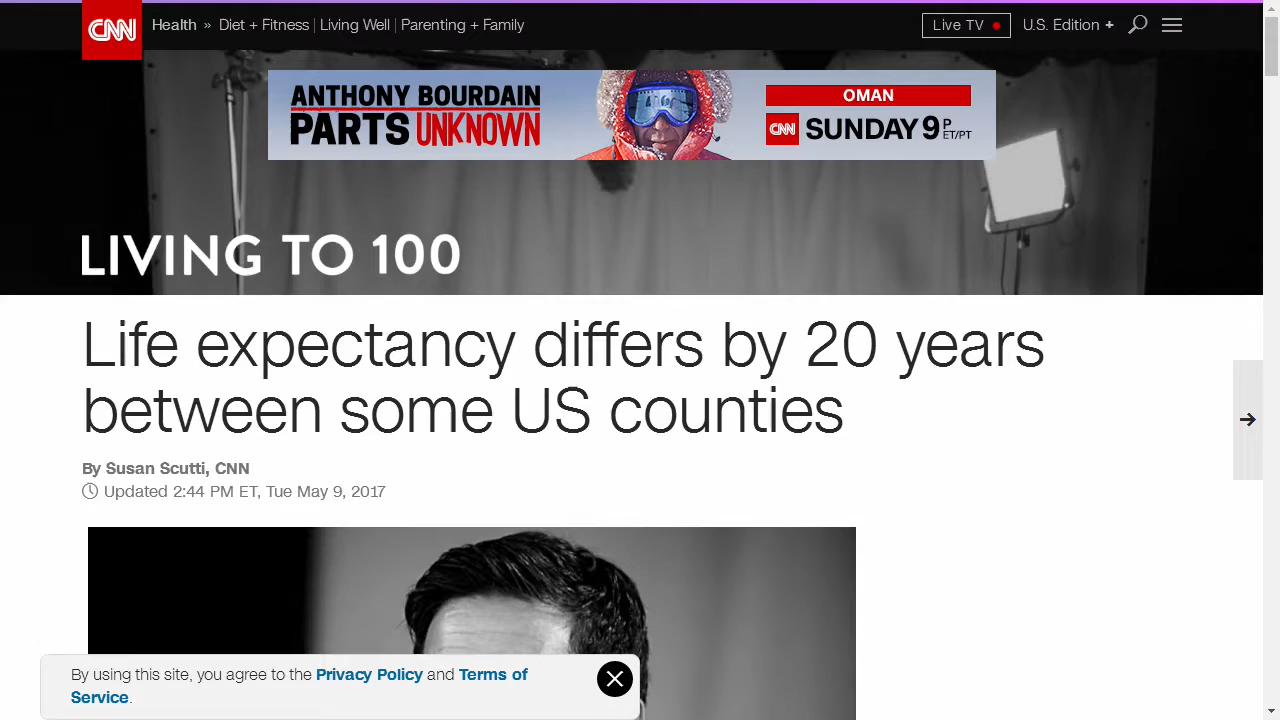 CNN
Health » Diet + Fitness | Living Well | Parenting + Family
Live TV
U.S. Edition +
ANTHONY BOURDAIN
PARTS UNKNOWN
OMAN
CNN SUNDAY 9 P ET/PT
LIVING TO 100
Life expectancy differs by 20 years
between some US counties
By Susan Scutti, CNN
Updated 2:44 PM ET, Tue May 9, 2017
By using this site, you agree to the Privacy Policy and Terms of
Service.